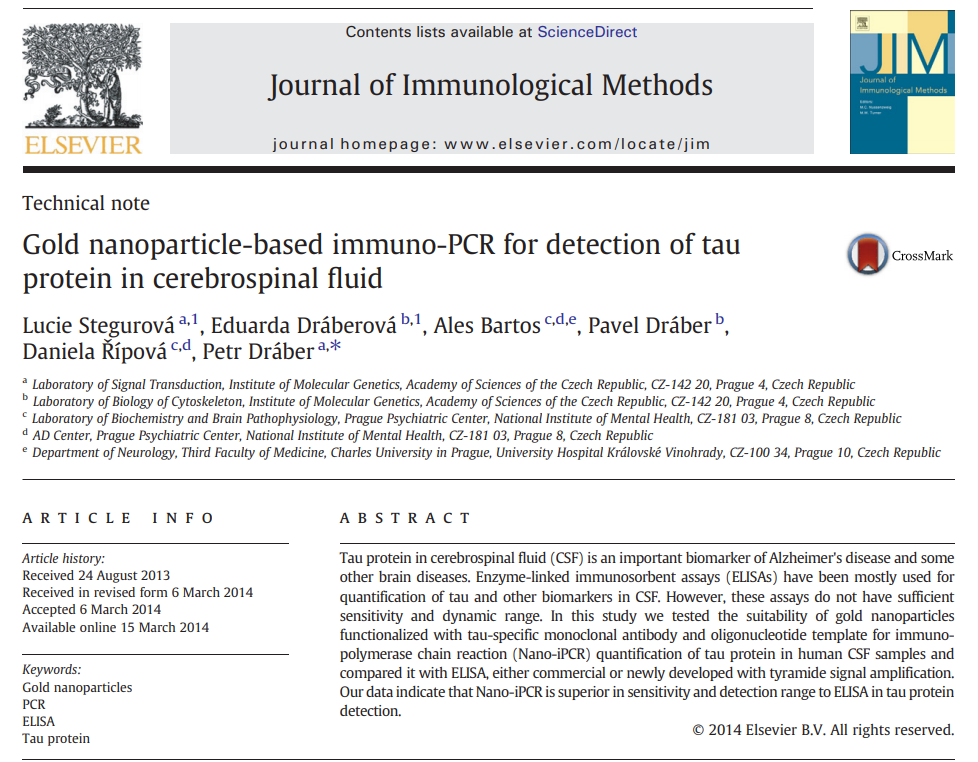 Contents lists available at ScienceDirect
Journal of Immunological Methods
journal homepage: www.elsevier.com/locate/jim
ELSEVIER
JIM
Journal of
Immunological Methods
Technical note
Gold nanoparticle-based immuno-PCR for detection of tau
protein in cerebrospinal fluid
CrossMark
Lucie Stegurová a,1, Eduarda Dráberová b,1, Ales Bartos c,d,e, Pavel Dráber b,
Daniela Řípová c,d, Petr Dráber a,*
a Laboratory of Signal Transduction, Institute of Molecular Genetics, Academy of Sciences of the Czech Republic, CZ-142 20, Prague 4, Czech Republic
b Laboratory of Biology of Cytoskeleton, Institute of Molecular Genetics, Academy of Sciences of the Czech Republic, CZ-142 20, Prague 4, Czech Republic
c Laboratory of Biochemistry and Brain Pathophysiology, Prague Psychiatric Center, National Institute of Mental Health, CZ-181 03, Prague 8, Czech Republic
d AD Center, Prague Psychiatric Center, National Institute of Mental Health, CZ-181 03, Prague 8, Czech Republic
e Department of Neurology, Third Faculty of Medicine, Charles University in Prague, University Hospital Královské Vinohrady, CZ-100 34, Prague 10, Czech Republic
ARTICLE INFO
Article history:
Received 24 August 2013
Received in revised form 6 March 2014
Accepted 6 March 2014
Available online 15 March 2014
Keywords:
Gold nanoparticles
PCR
ELISA
Tau protein
ABSTRACT
Tau protein in cerebrospinal fluid (CSF) is an important biomarker of Alzheimer's disease and some
other brain diseases. Enzyme-linked immunosorbent assays (ELISAs) have been mostly used for
quantification of tau and other biomarkers in CSF. However, these assays do not have sufficient
sensitivity and dynamic range. In this study we tested the suitability of gold nanoparticles
functionalized with tau-specific monoclonal antibody and oligonucleotide template for immuno-
polymerase chain reaction (Nano-iPCR) quantification of tau protein in human CSF samples and
compared it with ELISA, either commercial or newly developed with tyramide signal amplification.
Our data indicate that Nano-iPCR is superior in sensitivity and detection range to ELISA in tau protein
detection.
© 2014 Elsevier B.V. All rights reserved.